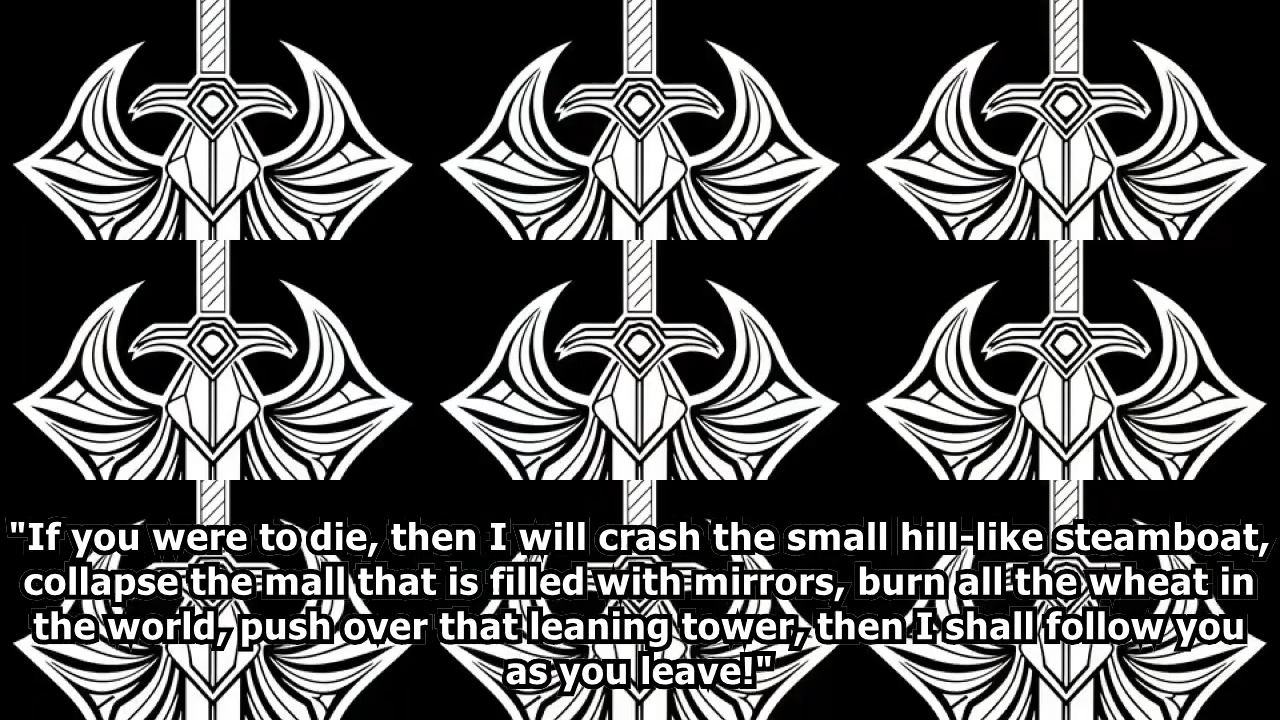 "If you were to die, then I will crash the small hill-like steamboat,
collapse the mall that is filled with mirrors, burn all the wheat in
the world, push over that leaning tower, then I shall follow you
as you leave!"